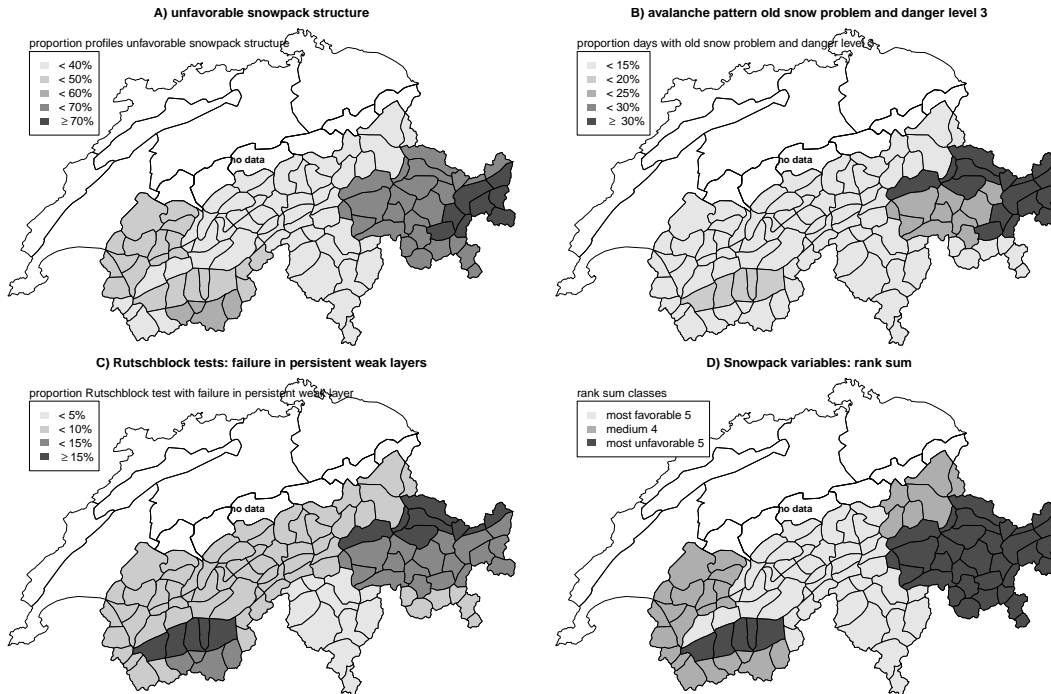 A) unfavorable snowpack structure
proportion profiles unfavorable snowpack structure
< 40%
< 50%
< 60%
< 70%
≥ 70%
no data
B) avalanche pattern old snow problem and danger level 3
proportion days with old snow problem and danger level 3
< 15%
< 20%
< 25%
< 30%
≥ 30%
no data
C) Rutschblock tests: failure in persistent weak layers
proportion Rutschblock test with failure in persistent weak layer
< 5%
< 10%
< 15%
≥ 15%
no data
D) Snowpack variables: rank sum
rank sum classes
most favorable 5
medium 4
most unfavorable 5
no data